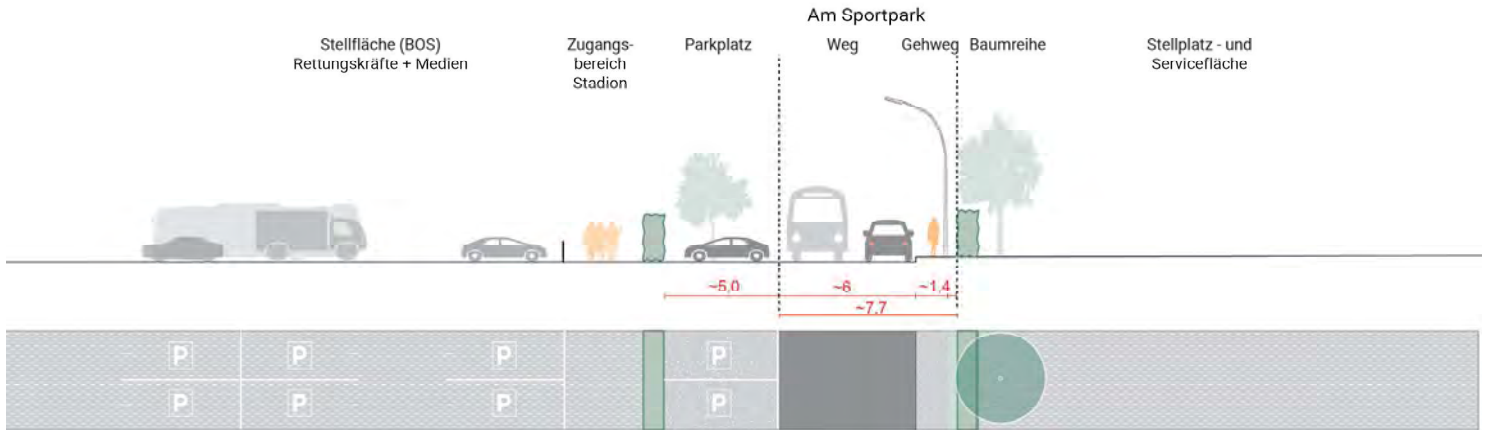 Am Sportpark
Stellfläche (BOS)
Rettungskräfte + Medien
Zugangs-
bereich
Stadion
Parkplatz
Weg
Gehweg
Baumreihe
Stellplatz - und
Servicefläche
~5,0
~6
~1,4
~7,7
P
P
P
P
P
P
P
P